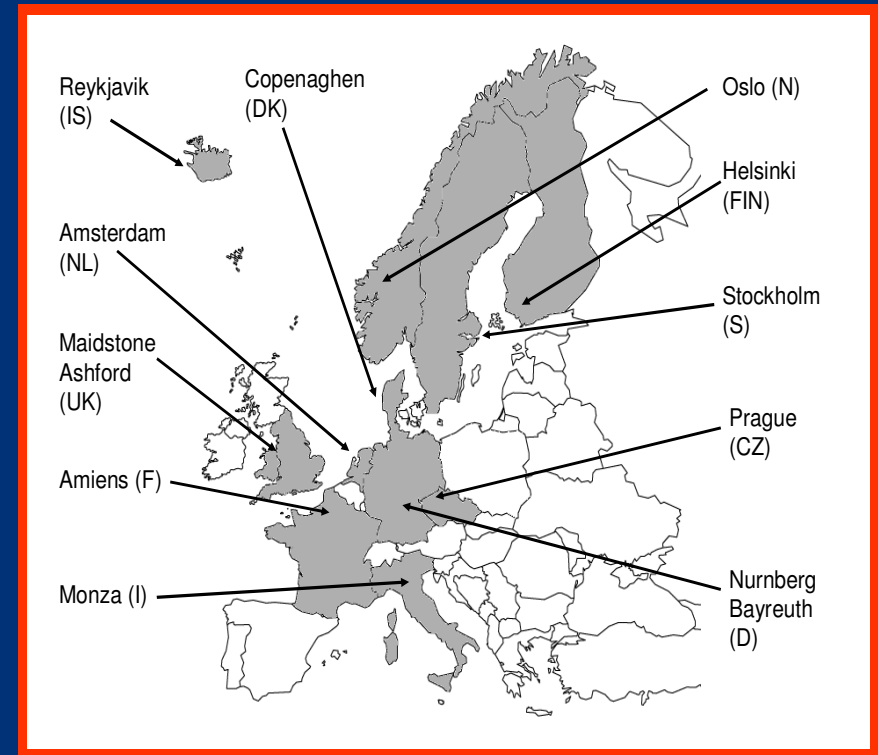 Reykjavik
(IS)
Copenaghen
(DK)
Oslo (N)
Helsinki
(FIN)
Amsterdam
(NL)
Stockholm
(S)
Maidstone
Ashford
(UK)
Prague
(CZ)
Amiens (F)
Monza (I)
Nurnberg
Bayreuth
(D)